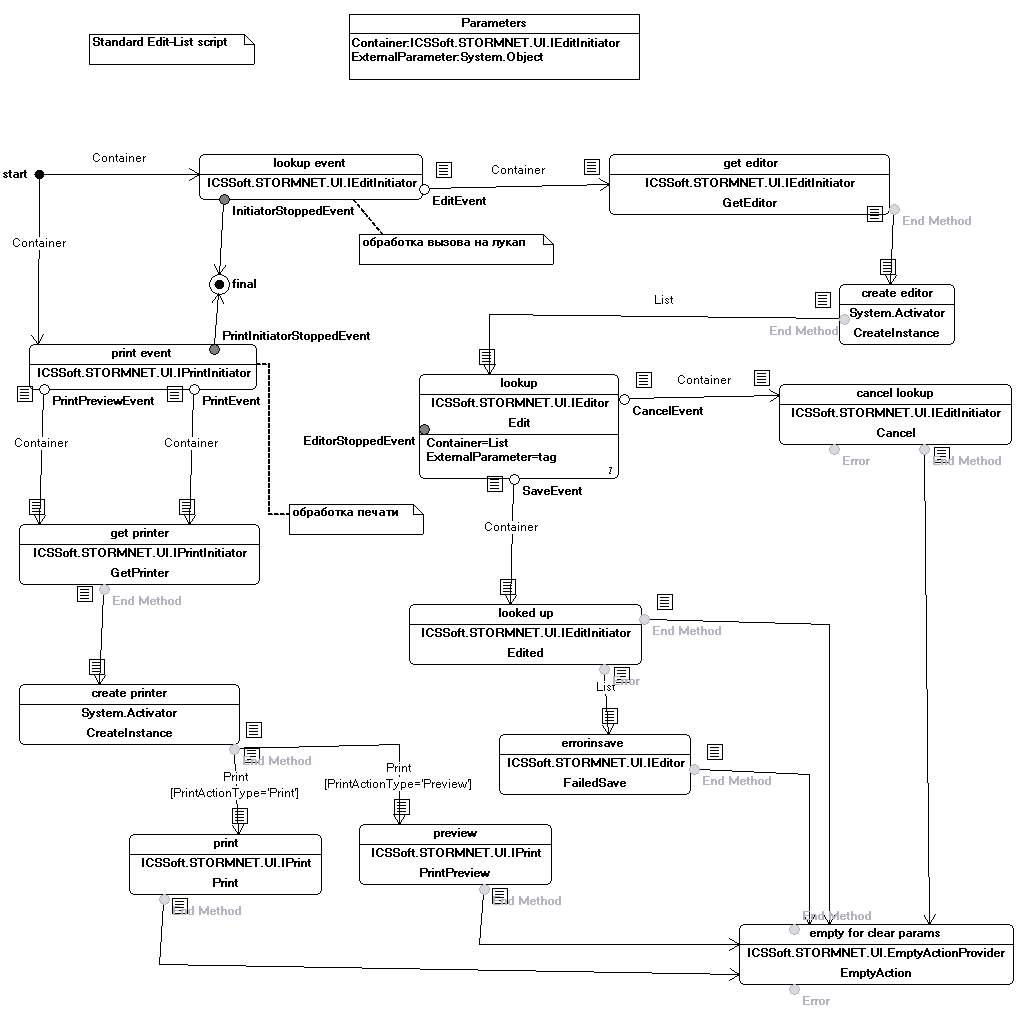 Parameters
Standard Edit-List script
Container:ICSSoft.STORMNET.UI.IEditInitiator
ExternalParameter:System.Object
start
Container
lookup event
ICSSoft.STORMNET.UI.IEditInitiator
InitiatorStoppedEvent
EditEvent
Container
get editor
ICSSoft.STORMNET.UI.IEditInitiator
GetEditor
End Method
Container
обработка вызова на лукап
final
create editor
System.Activator
CreateInstance
End Method
List
PrintInitiatorStoppedEvent
print event
ICSSoft.STORMNET.UI.IPrintInitiator
PrintPreviewEvent
PrintEvent
Container
Container
lookup
ICSSoft.STORMNET.UI.IEditor
Edit
EditorStoppedEvent
Container=List
ExternalParameter=tag
CancelEvent
Container
cancel lookup
ICSSoft.STORMNET.UI.IEditInitiator
Cancel
Error
End Method
SaveEvent
Container
обработка печати
get printer
ICSSoft.STORMNET.UI.IPrintInitiator
GetPrinter
End Method
looked up
ICSSoft.STORMNET.UI.IEditInitiator
Edited
End Method
Error
List
create printer
System.Activator
CreateInstance
End Method
errorinsave
ICSSoft.STORMNET.UI.IEditor
FailedSave
End Method
Print
[PrintActionType='Print']
Print
[PrintActionType='Preview']
print
ICSSoft.STORMNET.UI.IPrint
Print
End Method
preview
ICSSoft.STORMNET.UI.IPrint
PrintPreview
End Method
End Method
empty for clear params
ICSSoft.STORMNET.UI.EmptyActionProvider
EmptyAction
Error